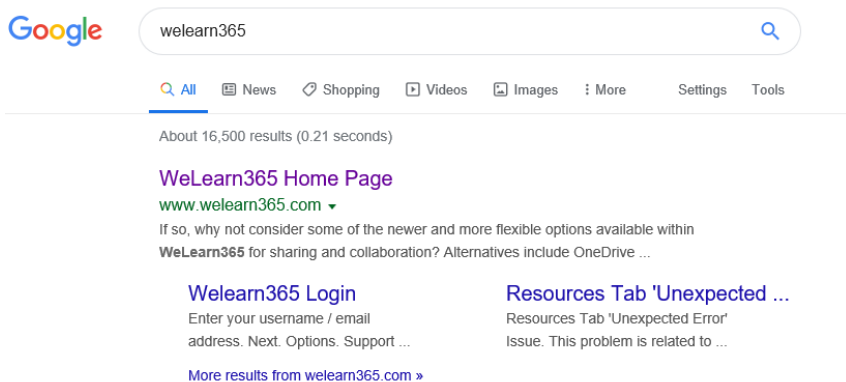 Google welearn365
All News Shopping Videos Images More Settings Tools
About 16,500 results (0.21 seconds)
WeLearn365 Home Page
www.welearn365.com
If so, why not consider some of the newer and more flexible options available within
WeLearn365 for sharing and collaboration? Alternatives include OneDrive ...
Welearn365 Login
Enter your username / email
address. Next. Options. Support ...
Resources Tab 'Unexpected ...
Resources Tab 'Unexpected Error'
Issue. This problem is related to ...
More results from welearn365.com »